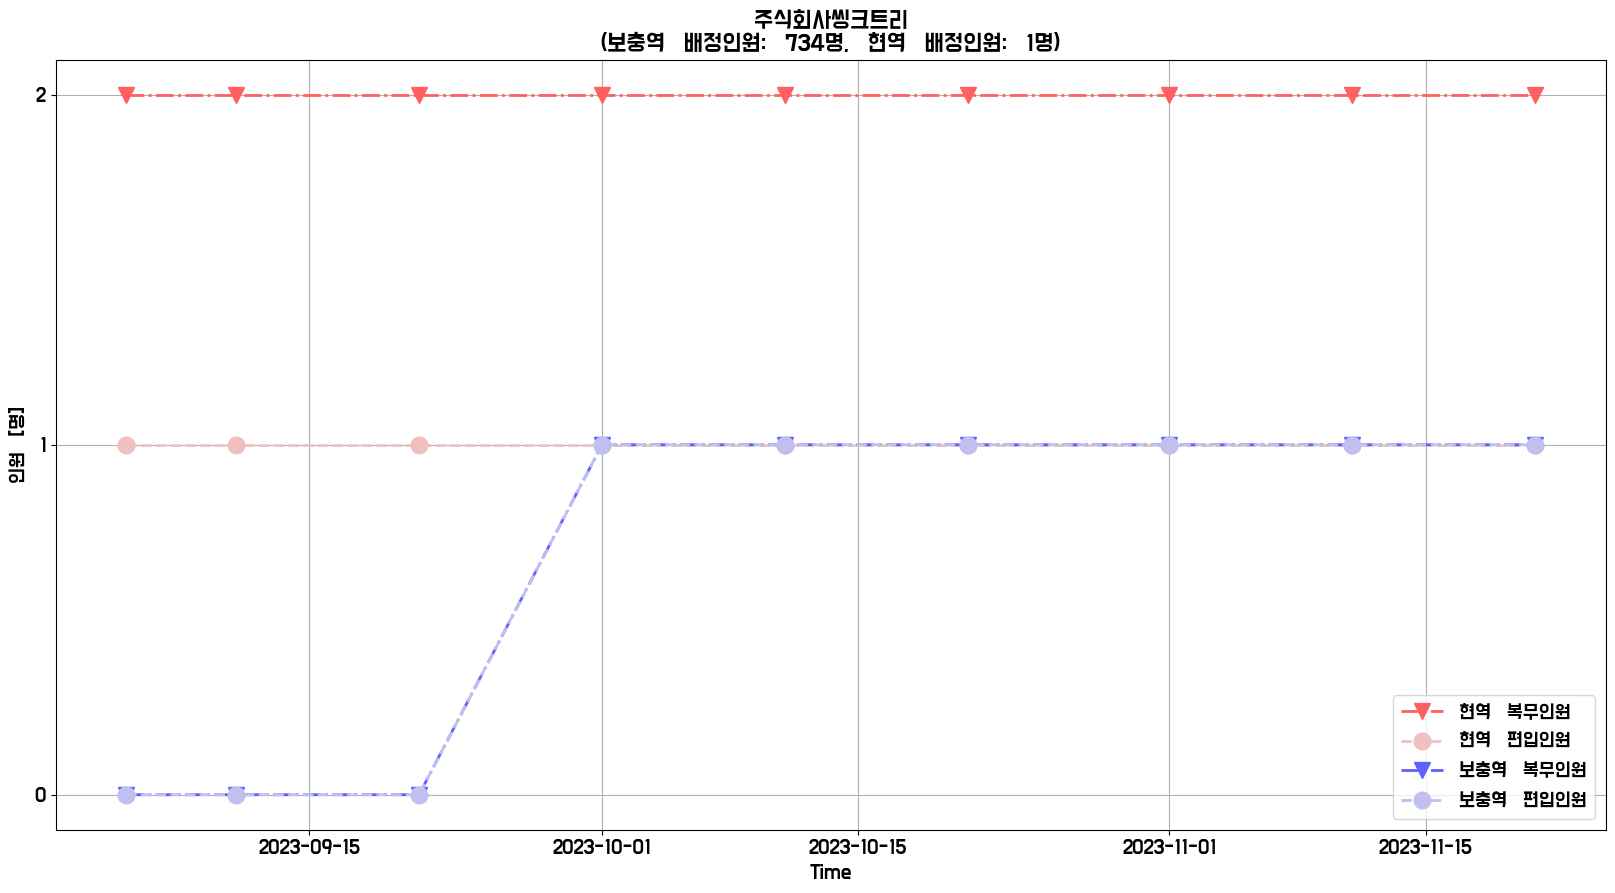 주식회사씽크트리
(보충역 배정인원: 734명, 현역 배정인원: 1명)
2
1
0
인원 [명]
2023-09-15
2023-10-01
2023-10-15
2023-11-01
2023-11-15
Time
현역 복무인원
현역 편입인원
보충역 복무인원
보충역 편입인원